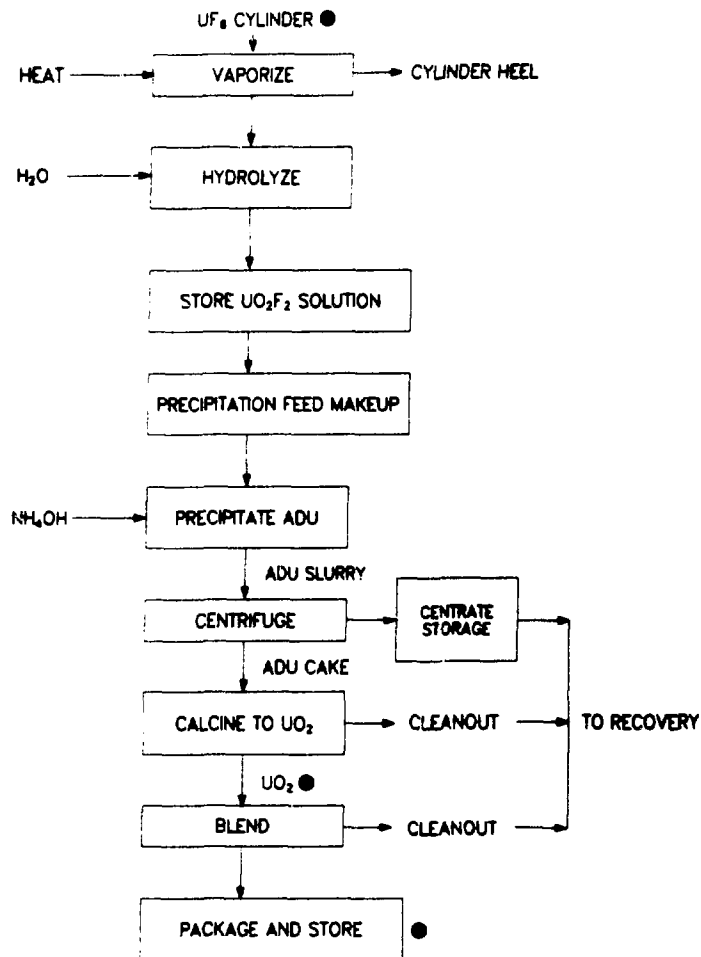 UF₆ CYLINDER ●
HEAT
VAPORIZE
CYLINDER HEEL
H₂O
HYDROLYZE
STORE UO₂F₂ SOLUTION
PRECIPITATION FEED MAKEUP
NH₄OH
PRECIPITATE ADU
ADU SLURRY
CENTRIFUGE
CENTRATE
STORAGE
ADU CAKE
CALCINE TO UO₂
CLEANOUT
TO RECOVERY
UO₂ ●
BLEND
CLEANOUT
PACKAGE AND STORE ●